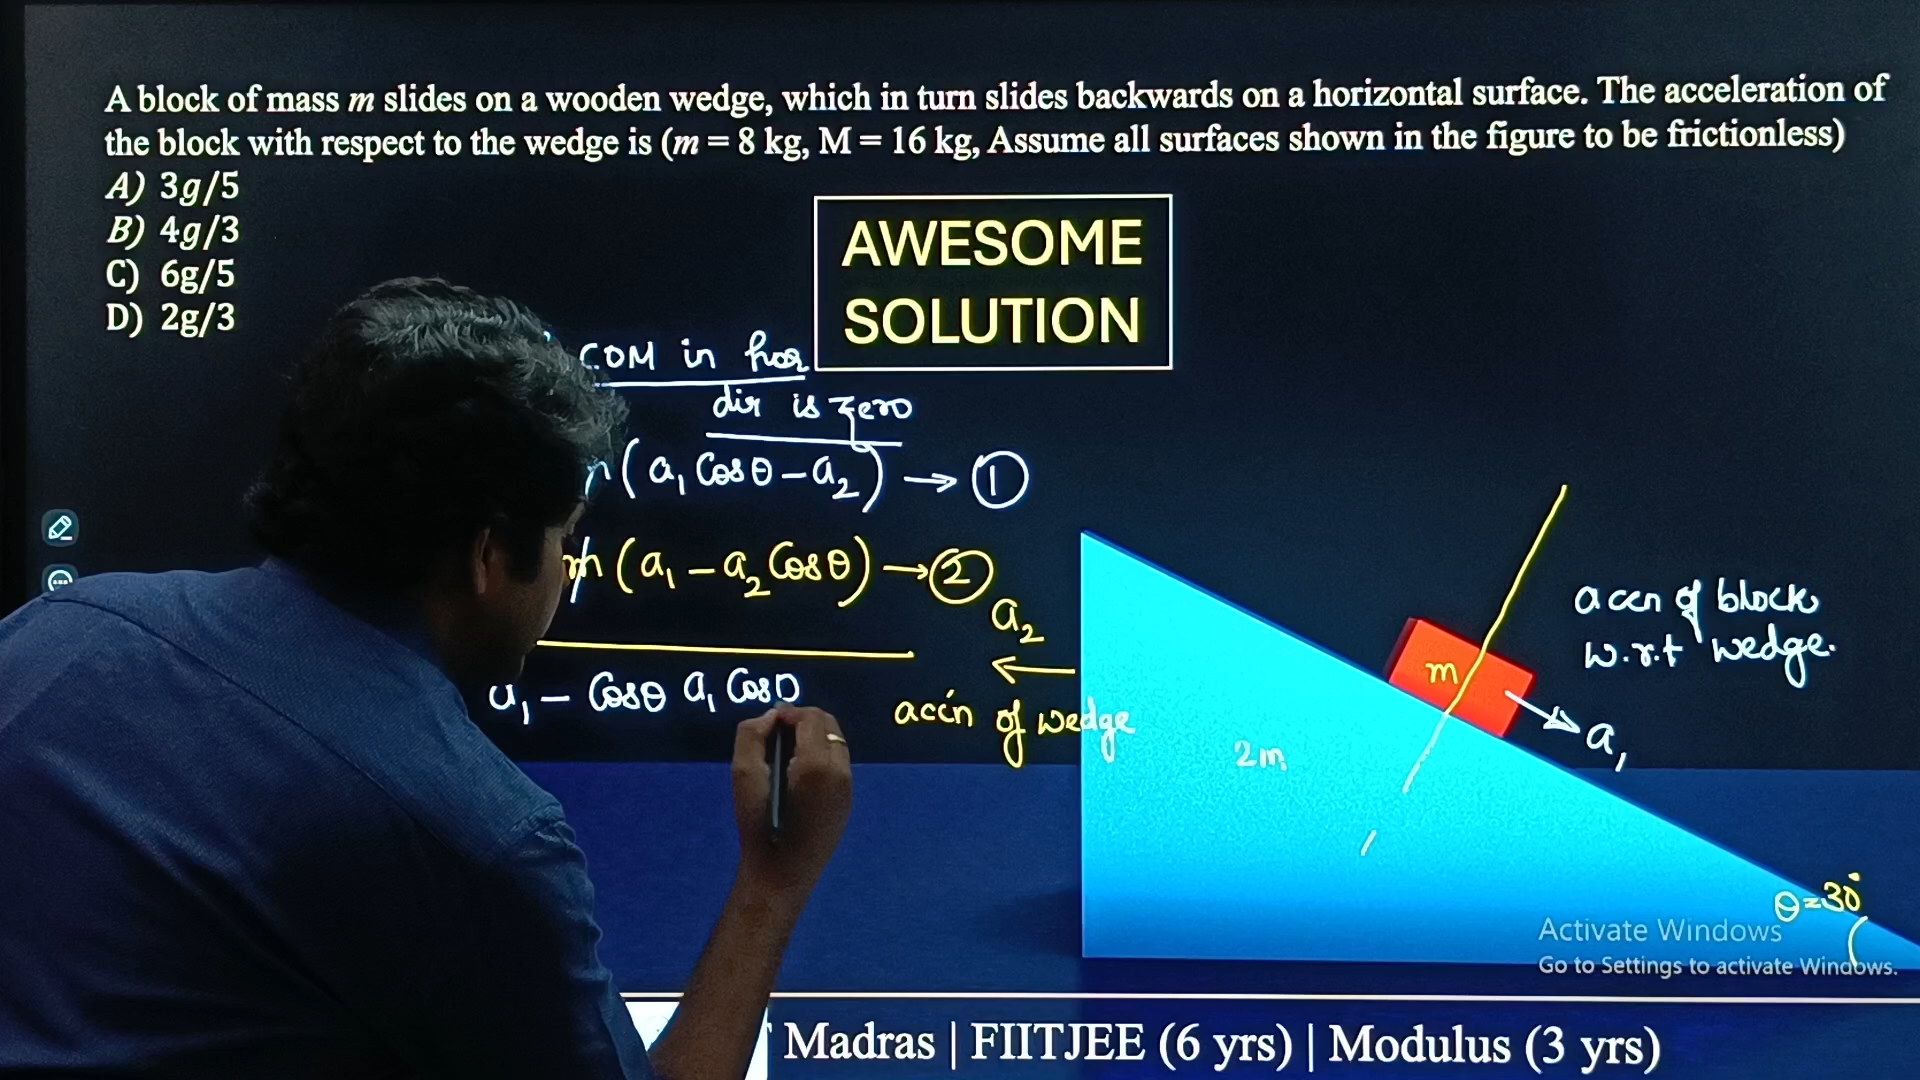 A block of mass m slides on a wooden wedge, which in turn slides backwards on a horizontal surface. The acceleration of
the block with respect to the wedge is (m = 8 kg, M = 16 kg, Assume all surfaces shown in the figure to be frictionless)
A) 3g/5
B) 4g/3
C) 6g/5
D) 2g/3
AWESOME
SOLUTION
COM in hor
dir is zero
(a₁ Cosθ – a₂) → ①
m (a₁ – a₂ Cosθ) → ②
a₂
accn of wedge
a₁ – Cosθ a₁ Cos
accn of block
w.r.t wedge.
m
a₁
2m
θ = 30°
Activate Windows
Go to Settings to activate Windows.
Madras | FIITJEE (6 yrs) | Modulus (3 yrs)